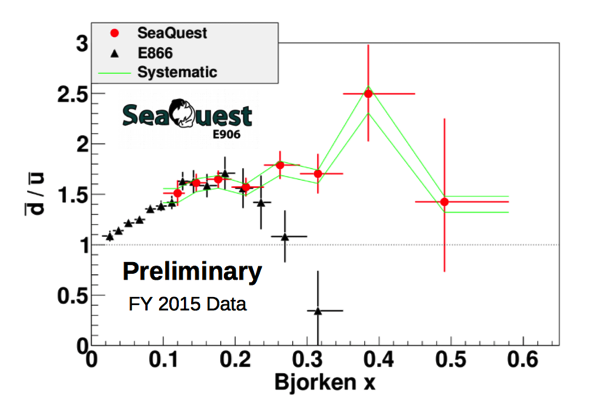 SeaQuest
E866
Systematic
SeaQuest
E906
d / u
3
2.5
2
1.5
1
0.5
0
Preliminary
FY 2015 Data
0 0.1 0.2 0.3 0.4 0.5 0.6
Bjorken x